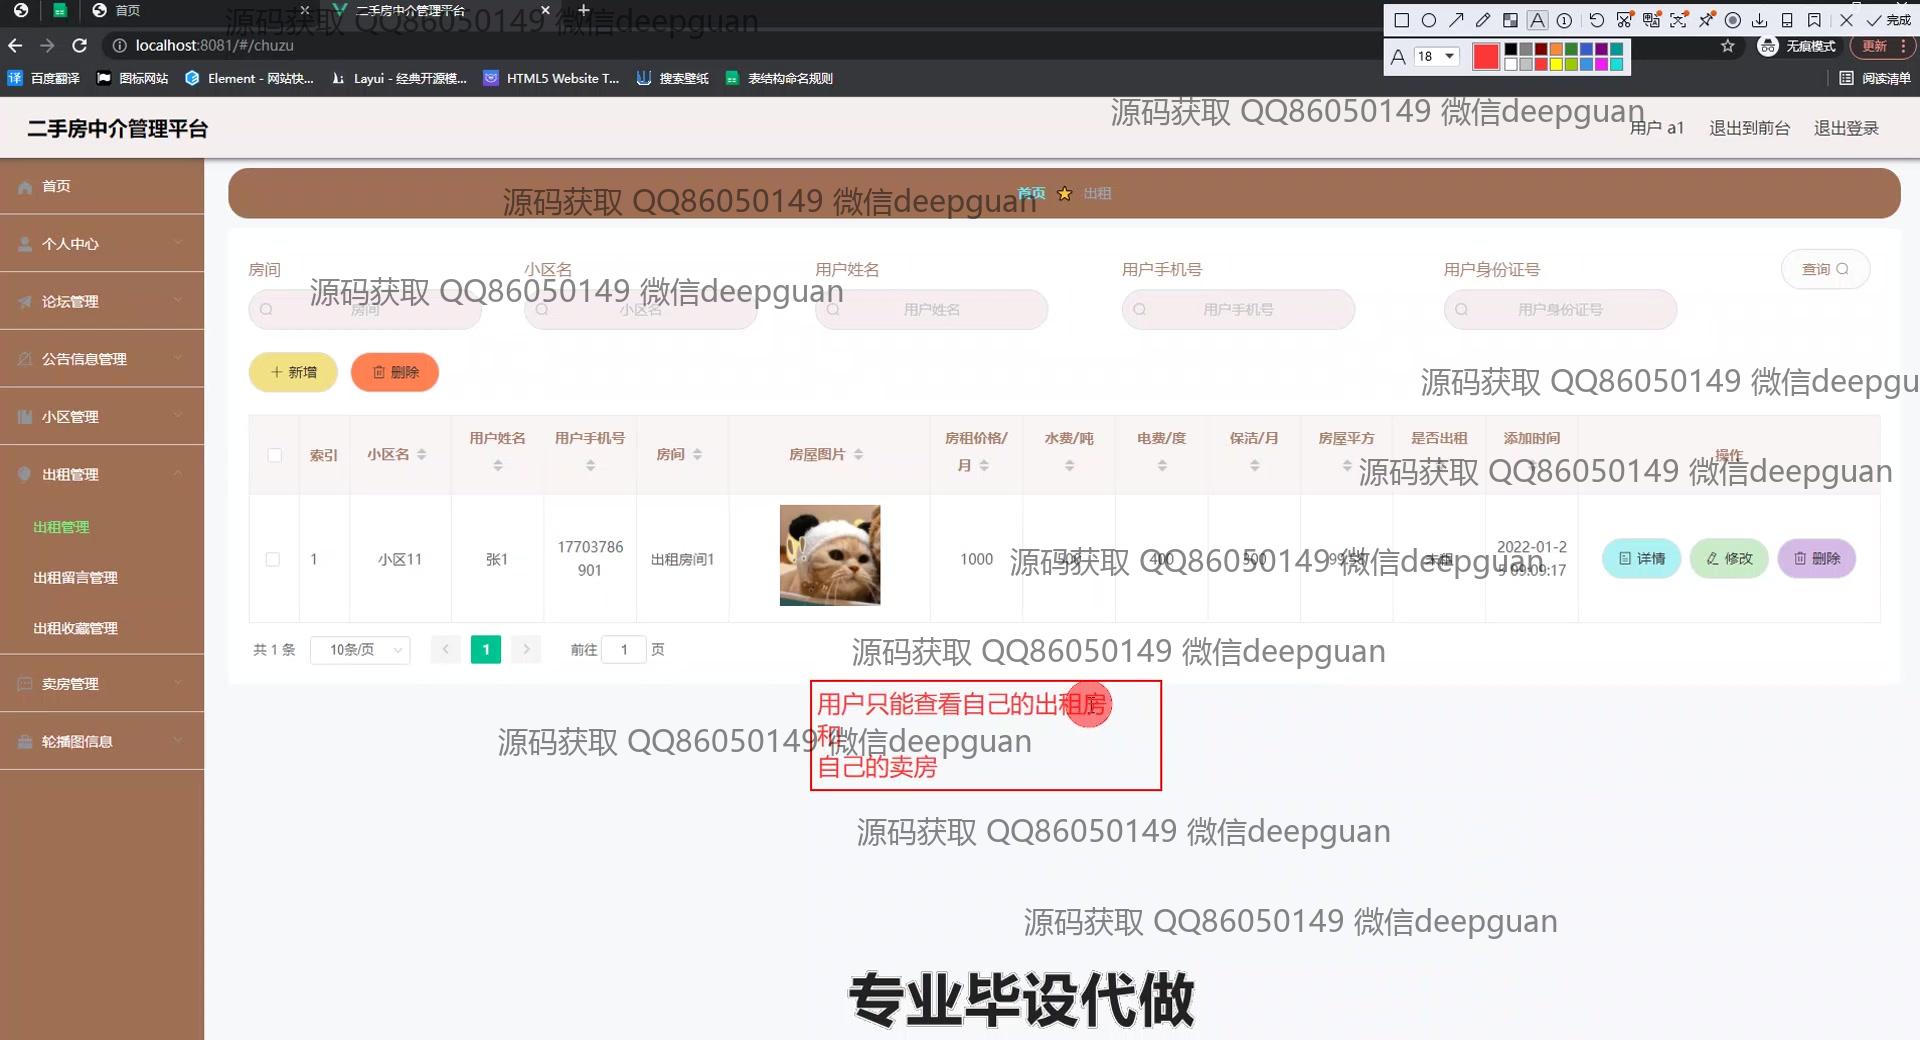 首页
二手房中介管理平台
源码获取 QQ86050149 微信deepguan
localhost:8081/#/chuzu
无痕模式
更新
18
完成
百度翻译
图标网站
Element - 网站快...
Layui - 经典开源模...
HTML5 Website T...
搜索壁纸
表结构命名规则
阅读清单
源码获取 QQ86050149 微信deepguan
二手房中介管理平台
用户 a1
退出到前台
退出登录
首页
个人中心
论坛管理
公告信息管理
小区管理
出租管理
出租管理
出租留言管理
出租收藏管理
卖房管理
轮播图信息
源码获取 QQ86050149 微信deepguan
首页
出租
房间
小区名
用户姓名
用户手机号
用户身份证号
查询
源码获取 QQ86050149 微信deepguan
房间
小区名
用户姓名
用户手机号
用户身份证号
新增
删除
源码获取 QQ86050149 微信deepgu
索引
小区名
用户姓名
用户手机号
房间
房屋图片
房租价格/
月
水费/吨
电费/度
保洁/月
房屋平方
是否出租
添加时间
操作
源码获取 QQ86050149 微信deepguan
1
小区11
张1
17703786
901
出租房间1
1000
400
300
未租
2022-01-2
5 09:09:17
详情
修改
删除
源码获取 QQ86050149 微信deepguan
共 1 条
10条/页
1
前往
1
页
源码获取 QQ86050149 微信deepguan
用户只能查看自己的出租房
和
自己的卖房
源码获取 QQ86050149 微信deepguan
源码获取 QQ86050149 微信deepguan
源码获取 QQ86050149 微信deepguan
专业毕设代做